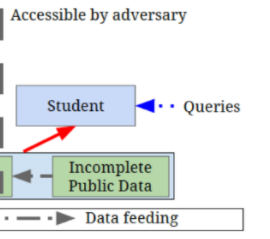 Accessible by adversary
Student
Queries
Incomplete
Public Data
Data feeding